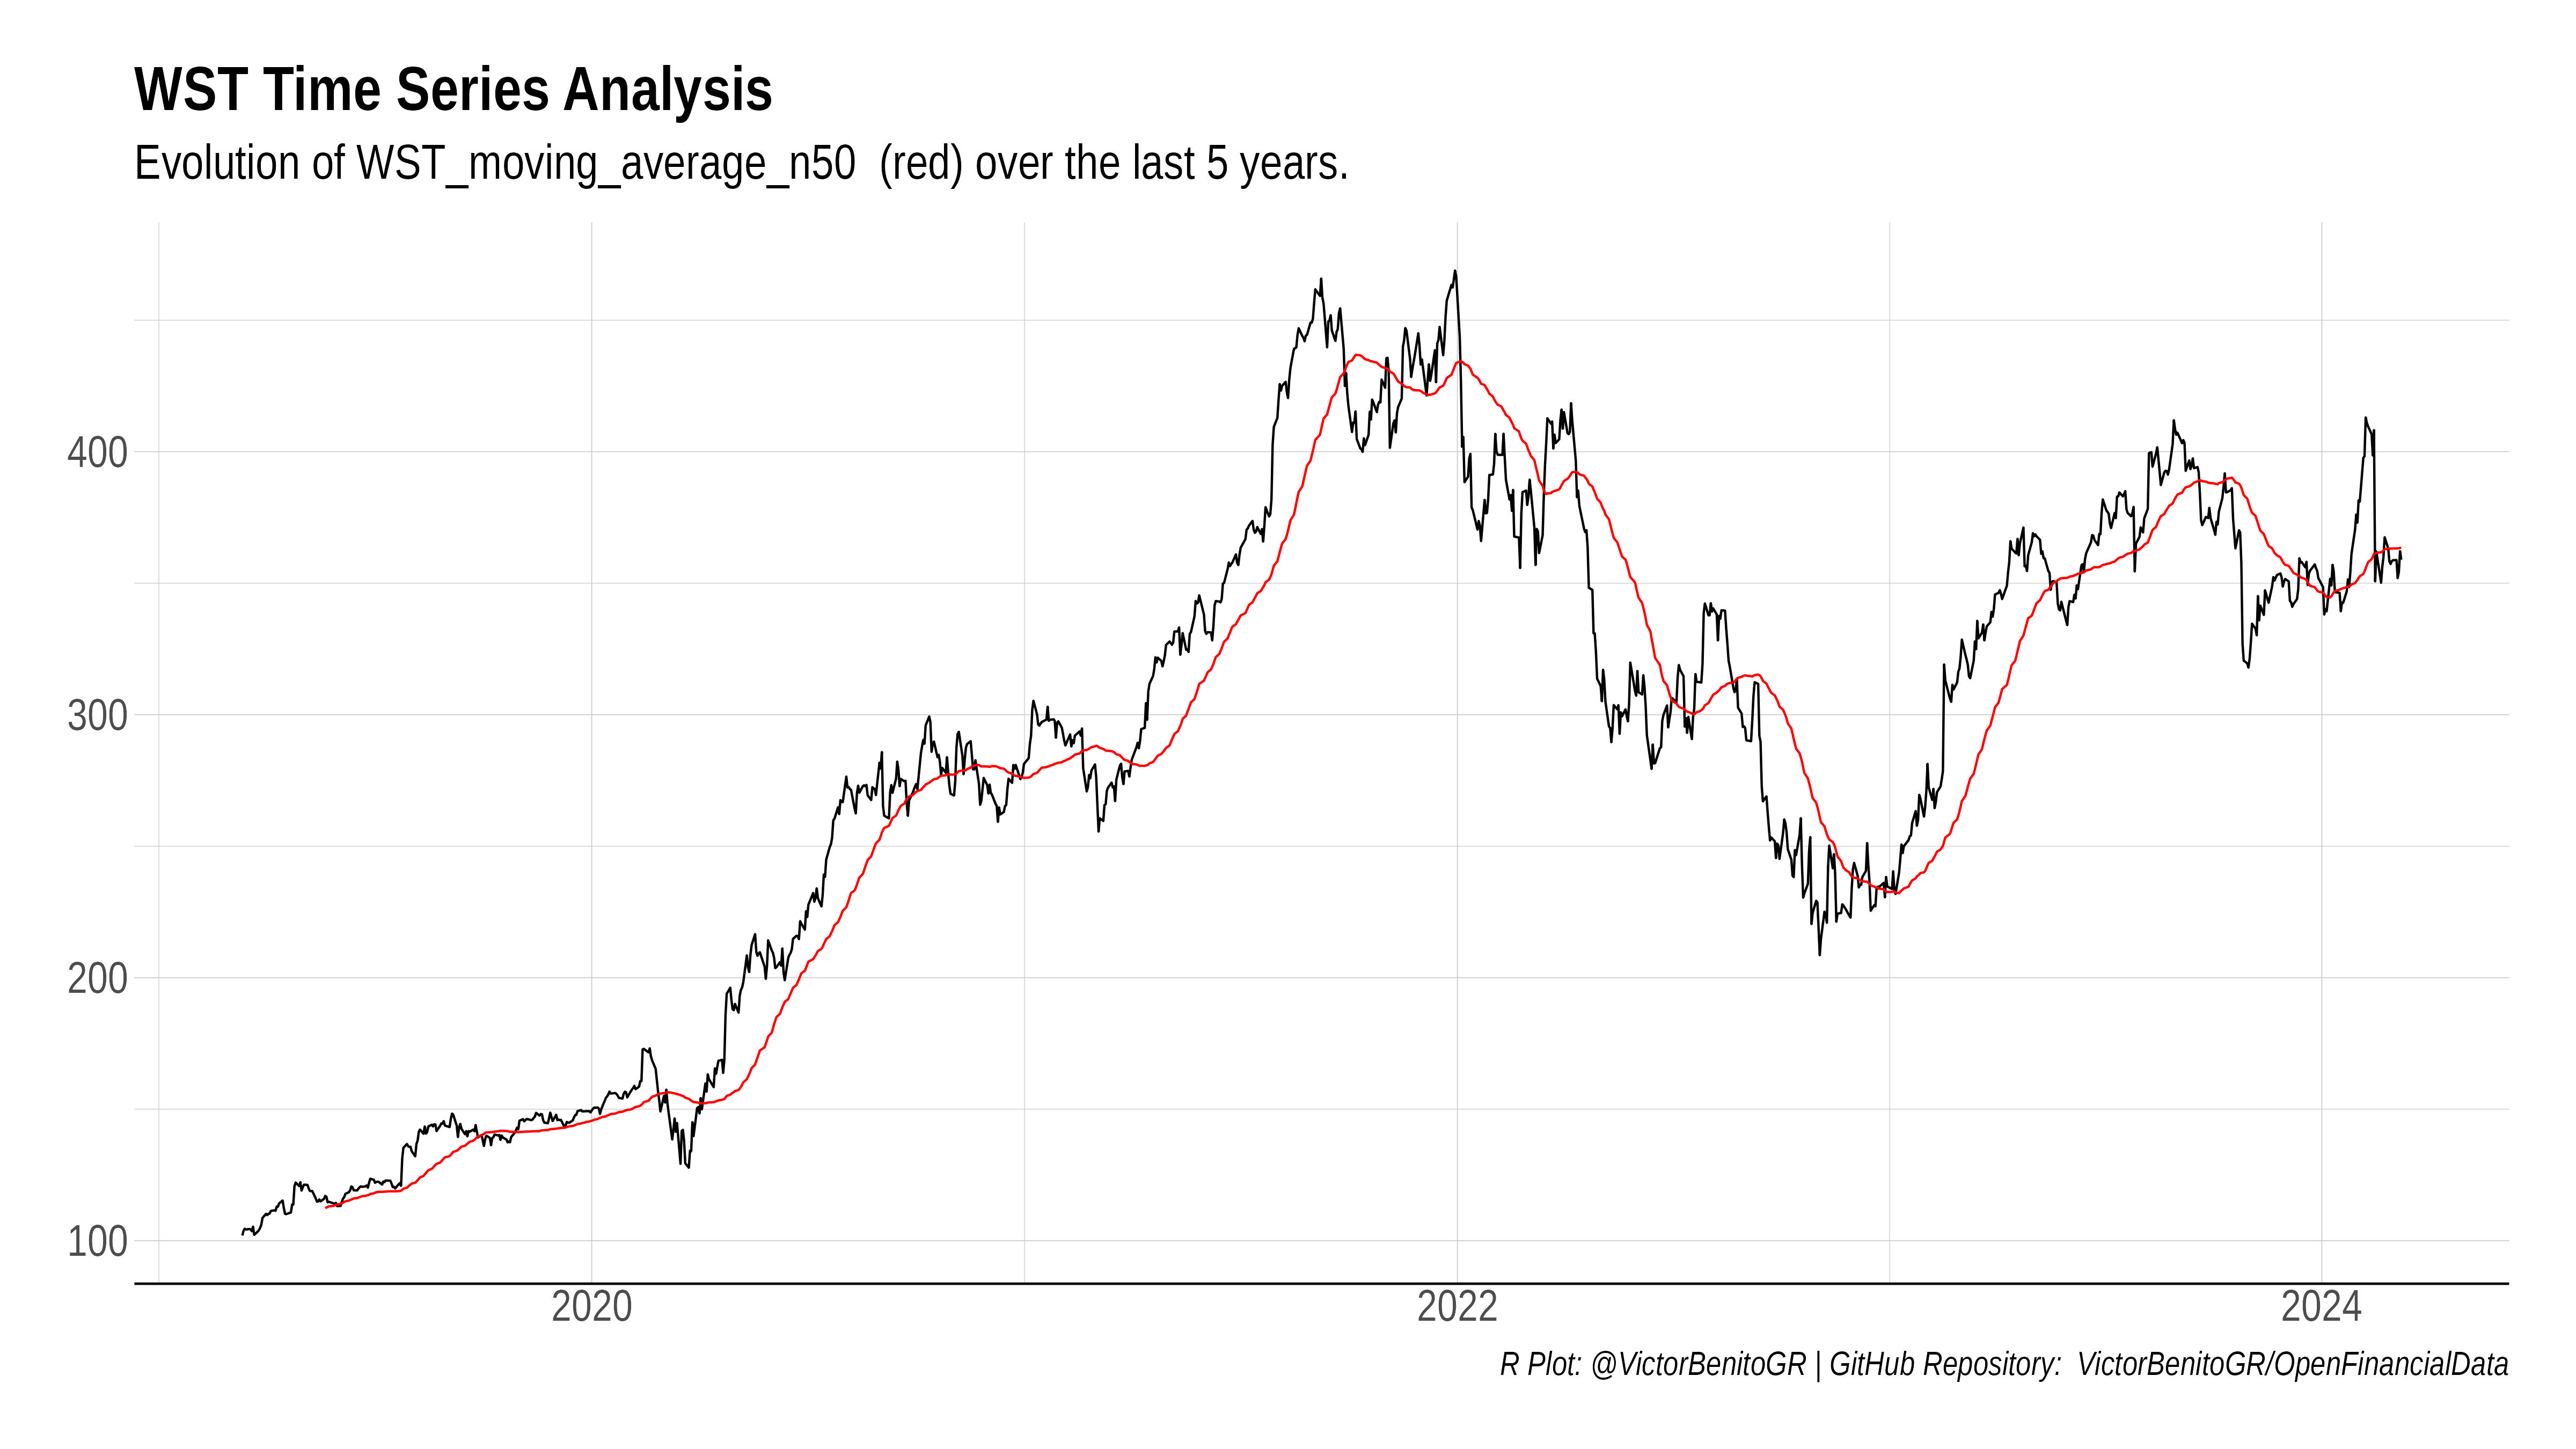 WST Time Series Analysis
Evolution of WST_moving_average_n50  (red) over the last 5 years.
400
300
200
100
2020 2022 2024
R Plot: @VictorBenitoGR | GitHub Repository:  VictorBenitoGR/OpenFinancialData